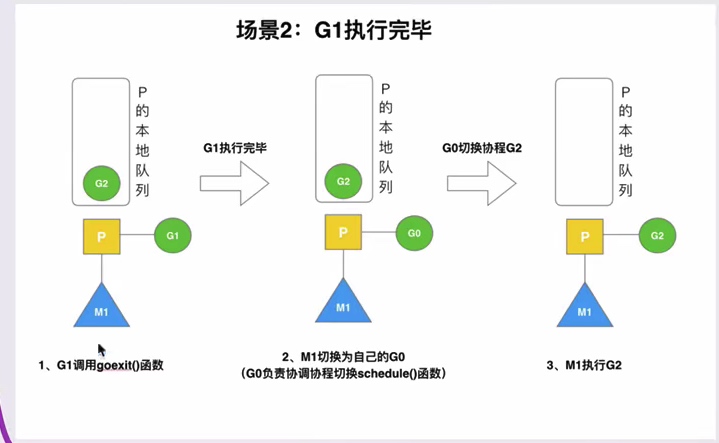 场景2：G1执行完毕
P的本地队列
G2
P
G1
M1
1、G1调用goexit()函数
G1执行完毕
P的本地队列
G2
P
G0
M1
2、M1切换为自己的G0
（G0负责协调协程切换schedule()函数）
G0切换协程G2
P的本地队列
P
G2
M1
3、M1执行G2